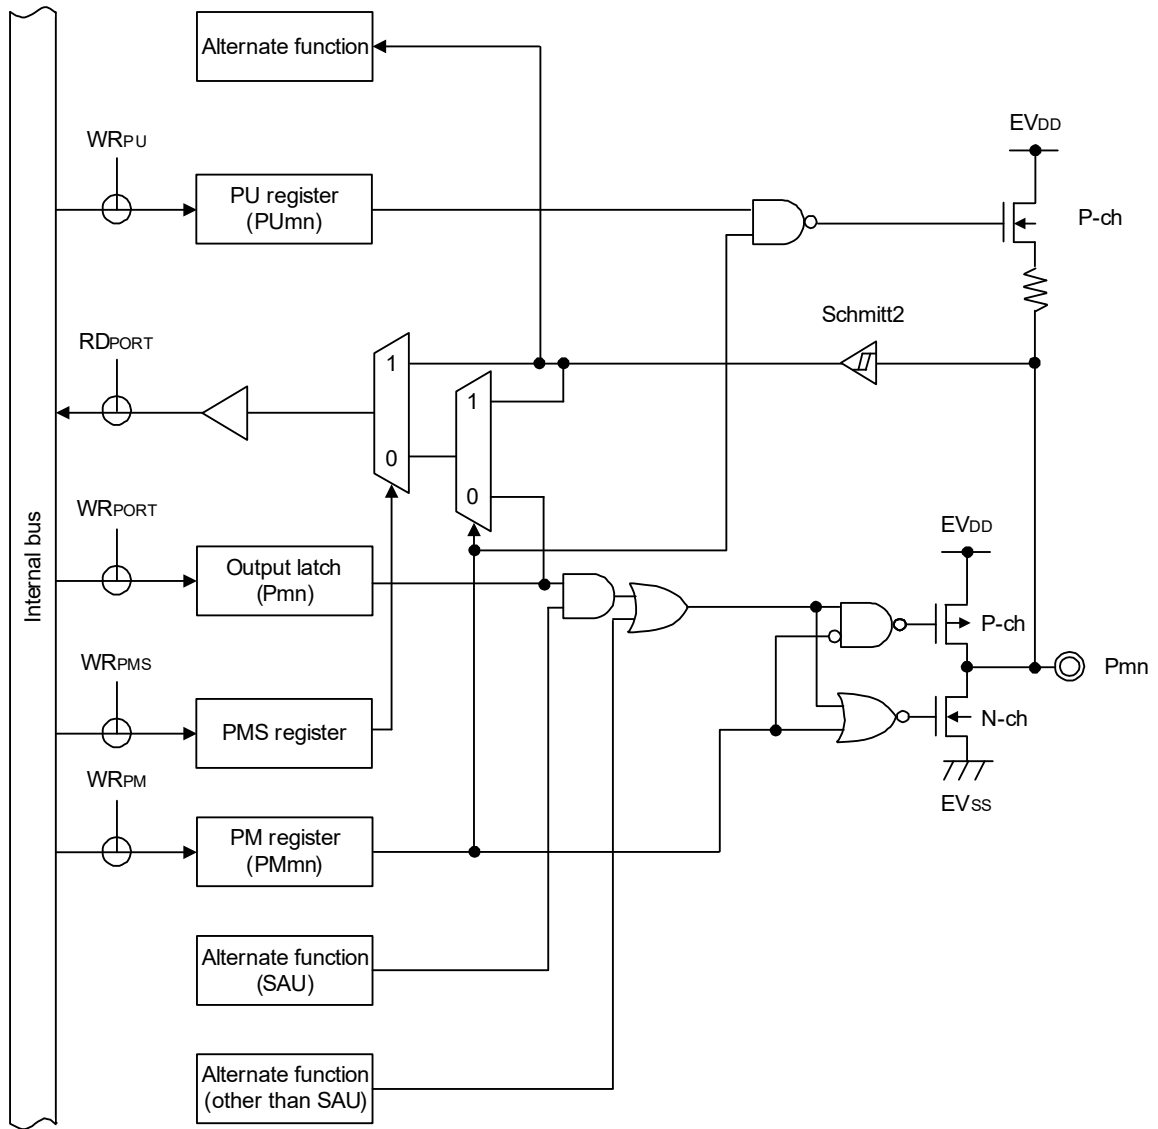 Alternate function
WRPU
PU register
(PUmn)
EVDD
P-ch
RDPORT
Schmitt2
1
1
0
0
WRPORT
Output latch
(Pmn)
EVDD
P-ch
Internal bus
WRPMS
Pmn
PMS register
N-ch
WRPM
EVSS
PM register
(PMmn)
Alternate function
(SAU)
Alternate function
(other than SAU)